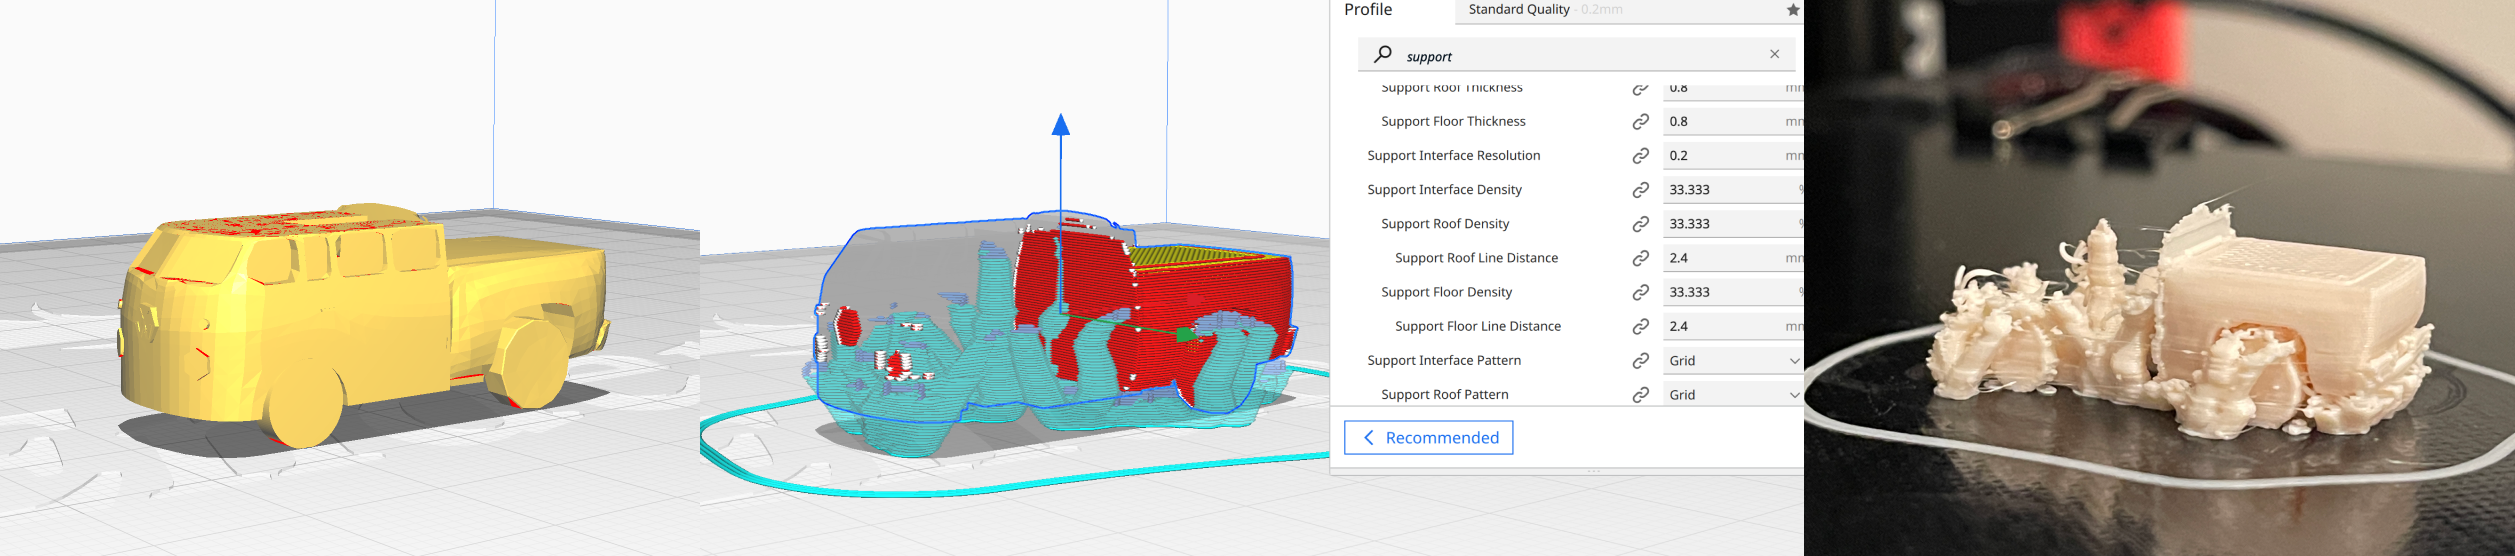 Profile
Standard Quality - 0.2mm
support
Support Roof Thickness 0.8 mm
Support Floor Thickness 0.8 mm
Support Interface Resolution 0.2 mm
Support Interface Density 33.333 %
Support Roof Density 33.333 %
Support Roof Line Distance 2.4 mm
Support Floor Density 33.333 %
Support Floor Line Distance 2.4 mm
Support Interface Pattern Grid
Support Roof Pattern Grid
Recommended